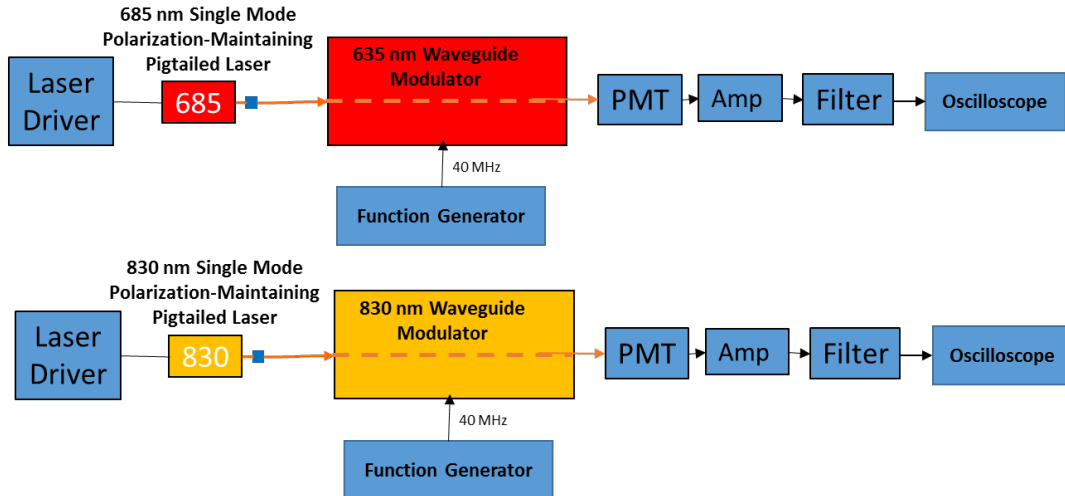 685 nm Single Mode
Polarization-Maintaining
Pigtailed Laser
Laser
Driver
685
635 nm Waveguide
Modulator
PMT
Amp
Filter
Oscilloscope
40 MHz
Function Generator
830 nm Single Mode
Polarization-Maintaining
Pigtailed Laser
Laser
Driver
830
830 nm Waveguide
Modulator
PMT
Amp
Filter
Oscilloscope
40 MHz
Function Generator